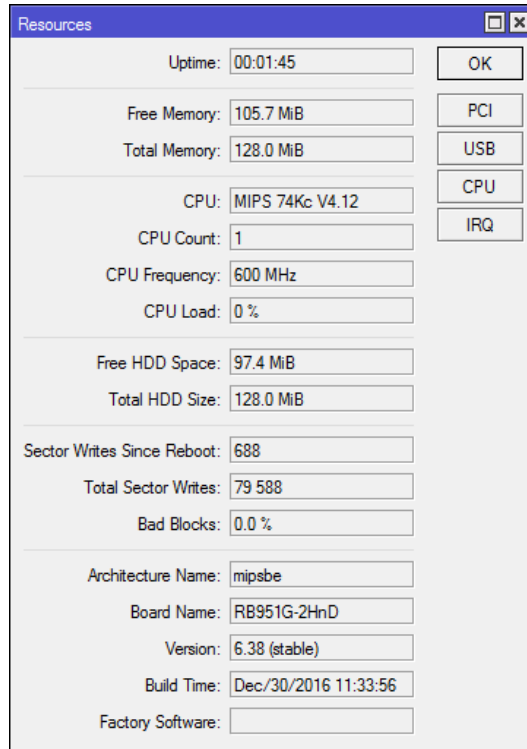 Resources
Uptime: 00:01:45 OK
Free Memory: 105.7 MiB PCI
Total Memory: 128.0 MiB USB
CPU: MIPS 74Kc V4.12 CPU
CPU Count: 1 IRQ
CPU Frequency: 600 MHz
CPU Load: 0 %
Free HDD Space: 97.4 MiB
Total HDD Size: 128.0 MiB
Sector Writes Since Reboot: 688
Total Sector Writes: 79 588
Bad Blocks: 0.0 %
Architecture Name: mipsbe
Board Name: RB951G-2HnD
Version: 6.38 (stable)
Build Time: Dec/30/2016 11:33:56
Factory Software: